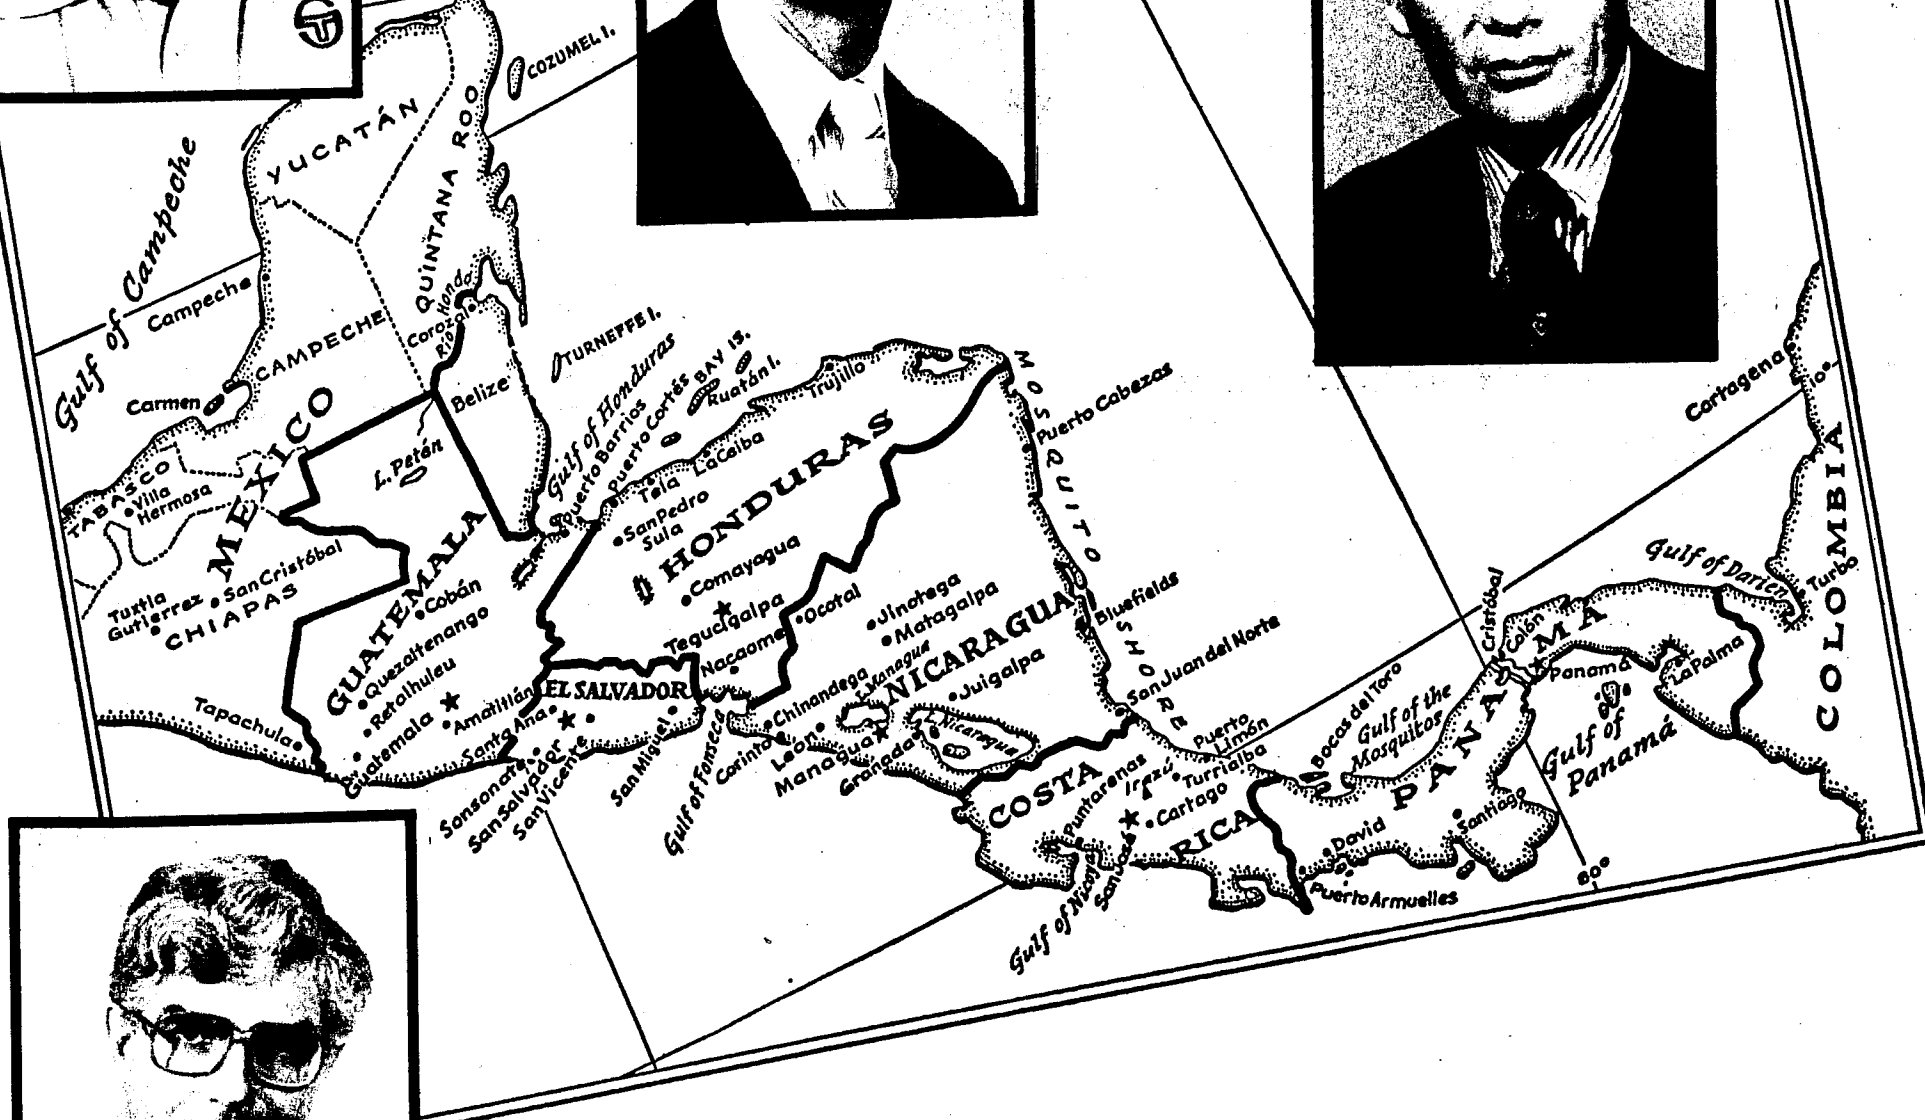 COZUMEL I.
YUCATÁN
QUINTANA ROO
Gulf of Campeche
Campeche
CAMPECHE
Rio Hondo
Corozal
Belize
TURNEFFE I.
Carmen
MEXICO
TABASCO
Villa
Hermosa
Tuxtla
Gutierrez
San Cristóbal
CHIAPAS
Tapachula
L. Petén
GUATEMALA
Cobán
Quezaltenango
Retalhuleu
Guatemala
Amatitlán
Gulf of Honduras
Puerto Barrios
Puerto Cortés
BAY IS.
Ruatán I.
Trujillo
La Ceiba
Tela
San Pedro
Sula
HONDURAS
Comayagua
Tegucigalpa
Nacaome
EL SALVADOR
Santa Ana
Sonsonate
San Salvador
San Vicente
San Miguel
Gulf of Fonseca
MOSQUITO SHORE
Puerto Cabezas
Ocotal
Jinotega
Matagalpa
NICARAGUA
Bluefields
Chinandega
L. Managua
Juigalpa
Corinto
Leon
Managua
Granada
L. Nicaragua
San Juan del Norte
COSTA
RICA
Puntarenas
Irazú
Turrialba
Cartago
San José
Gulf of Nicoya
Puerto
Limón
Bocas del Toro
Gulf of the
Mosquitos
Cristóbal
Colón
PANAMA
Panamá
La Palma
Gulf of
Panamá
David
Santiago
Puerto Armuelles
80°
Gulf of Darien
Turbo
Cartagena
10°
COLOMBIA